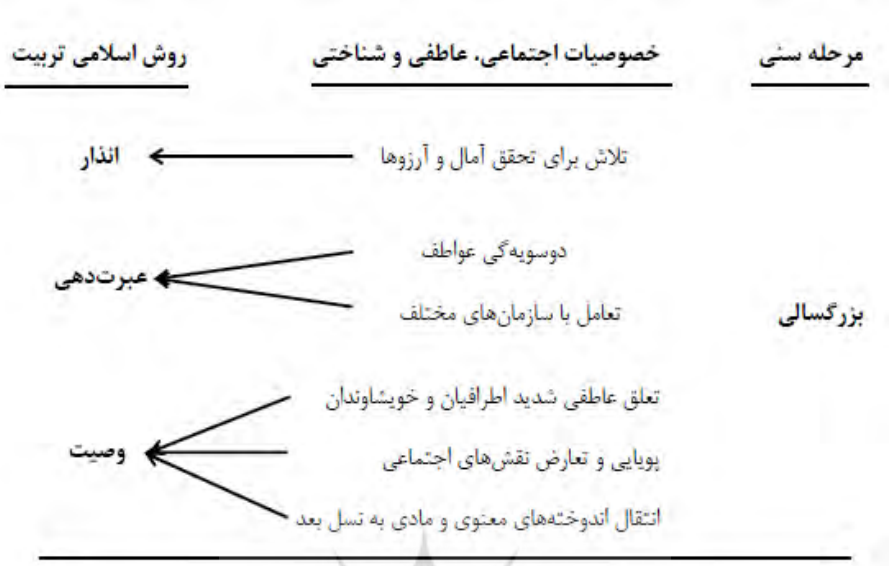 مرحله سنی خصوصیات اجتماعی، عاطفی و شناختی روش اسلامی تربیت
تلاش برای تحقق آمال و آرزوها انذار
دوسویه‌گی عواطف
عبرت‌دهی
بزرگسالی تعامل با سازمان‌های مختلف
تعلق عاطفی شدید اطرافیان و خویشاوندان
پویایی و تعارض نقش‌های اجتماعی وصیت
انتقال اندوخته‌های معنوی و مادی به نسل بعد